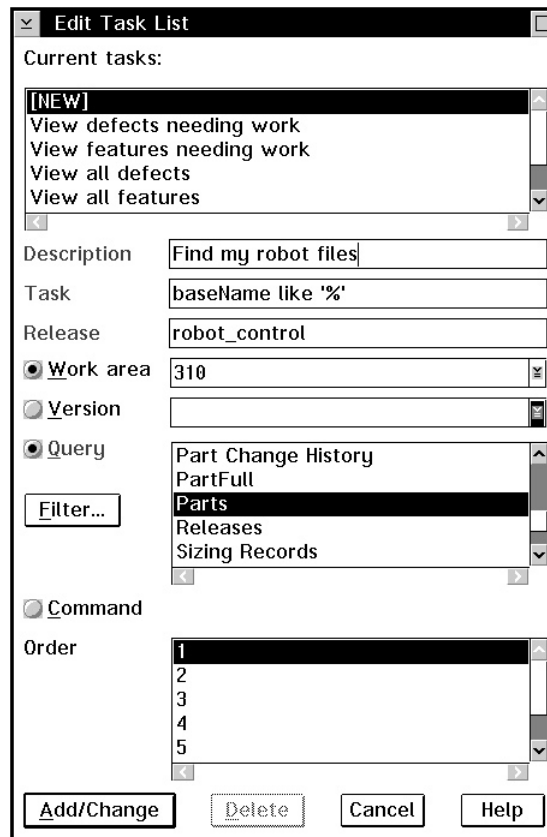 Edit Task List
Current tasks:
[NEW]
View defects needing work
View features needing work
View all defects
View all features
Description Find my robot files
Task baseName like '%'
Release robot_control
Work area 310
Version
Query
Part Change History
PartFull
Filter... Parts
Releases
Sizing Records
Command
Order 1
2
3
4
5
Add/Change Delete Cancel Help